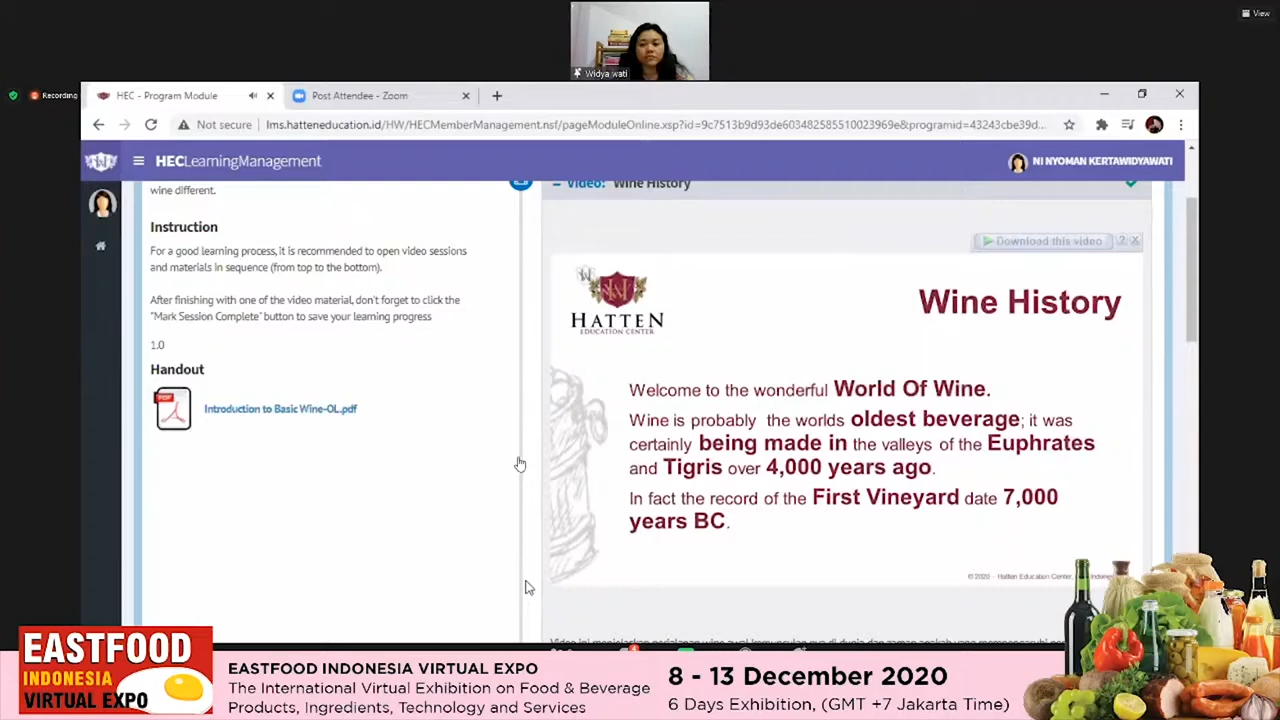 View
Widya wati
Recording
HEC - Program Module
Post Attendee - Zoom
Not secure
lms.hatteneducation.id/HW/HECMemberManagement.nsf/pageModuleOnline.xsp?id=9c7513b9d93de603482585510023969e&programid=43243cbe39d...
HECLearningManagement
NI NYOMAN KERTAWIDYAWATI
wine different.
Instruction
For a good learning process, it is recommended to open video sessions
and materials in sequence (from top to the bottom).
After finishing with one of the video material, don't forget to click the
"Mark Session Complete" button to save your learning progress
1.0
Handout
PDF
Introduction to Basic Wine-OL.pdf
Video: Wine History
Download this video ? X
HATTEN
EDUCATION CENTER
Wine History
Welcome to the wonderful World Of Wine.
Wine is probably the worlds oldest beverage; it was
certainly being made in the valleys of the Euphrates
and Tigris over 4,000 years ago.
In fact the record of the First Vineyard date 7,000
years BC.
© 2020 - Hatten Education Center,
EASTFOOD
INDONESIA
VIRTUAL EXPO
EASTFOOD INDONESIA VIRTUAL EXPO
The International Virtual Exhibition on Food & Beverage
Products, Ingredients, Technology and Services
8 - 13 December 2020
6 Days Exhibition, (GMT +7 Jakarta Time)